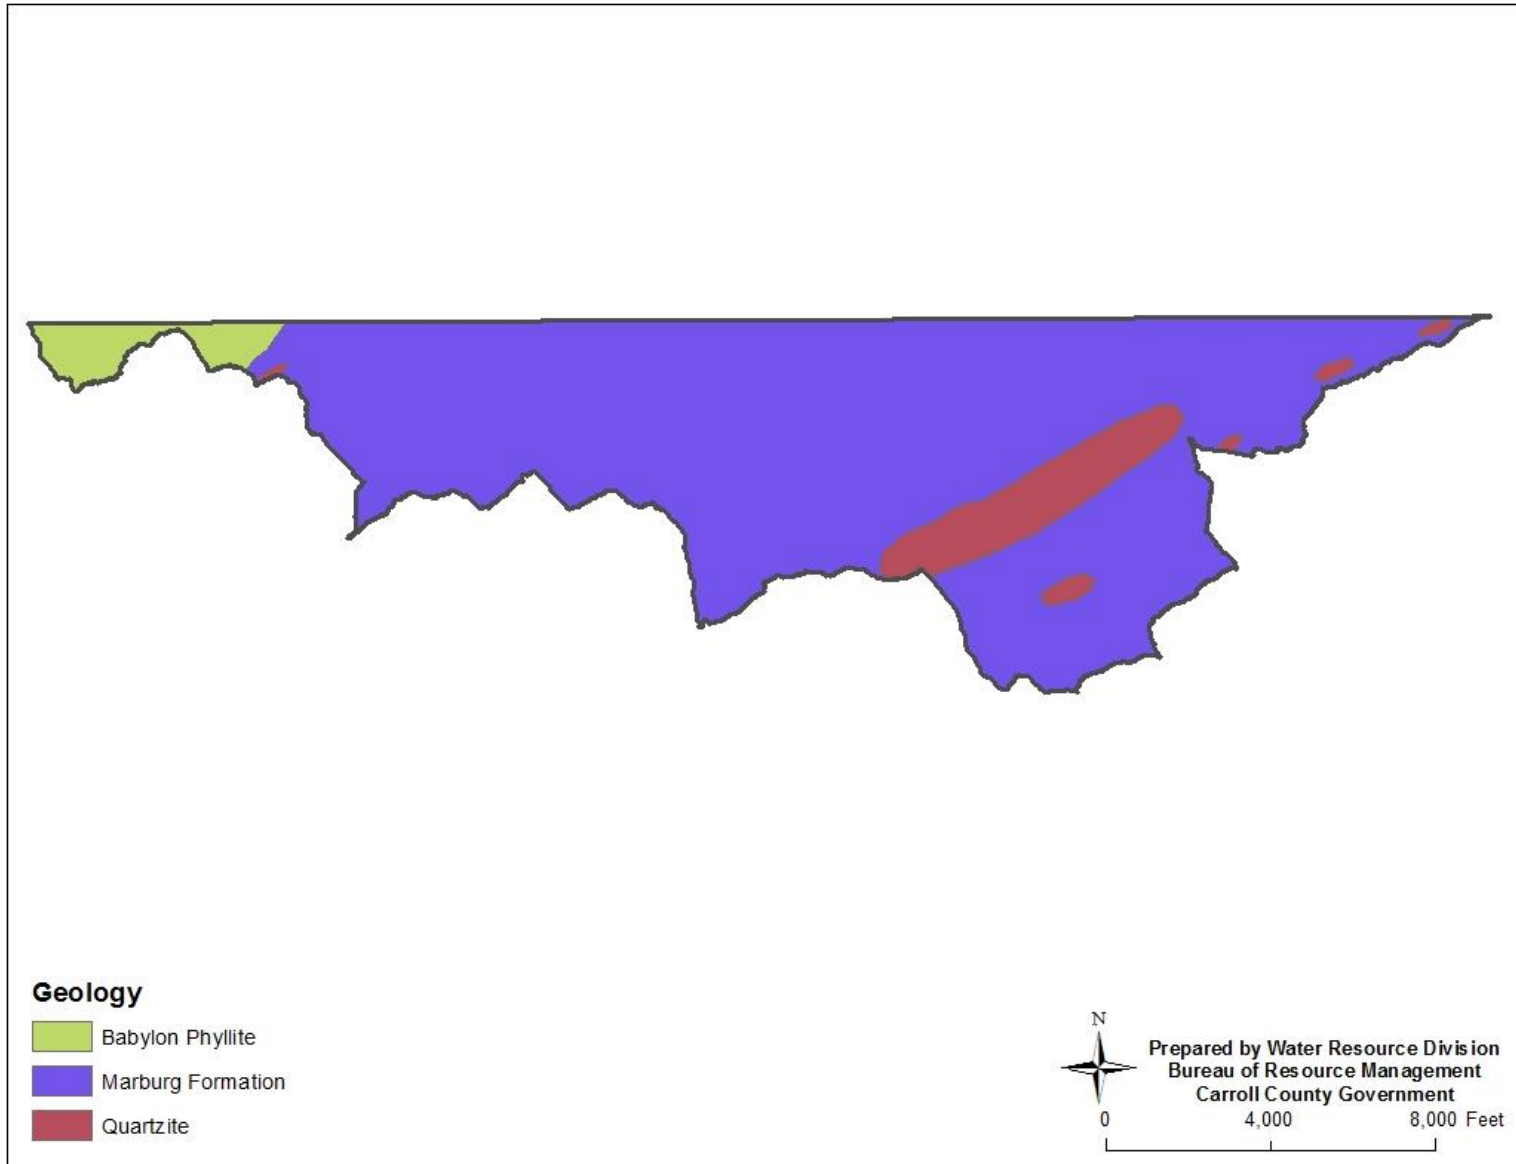 Geology
Babylon Phyllite
Marburg Formation
Quartzite
N
Prepared by Water Resource Division
Bureau of Resource Management
Carroll County Government
0 4,000 8,000 Feet